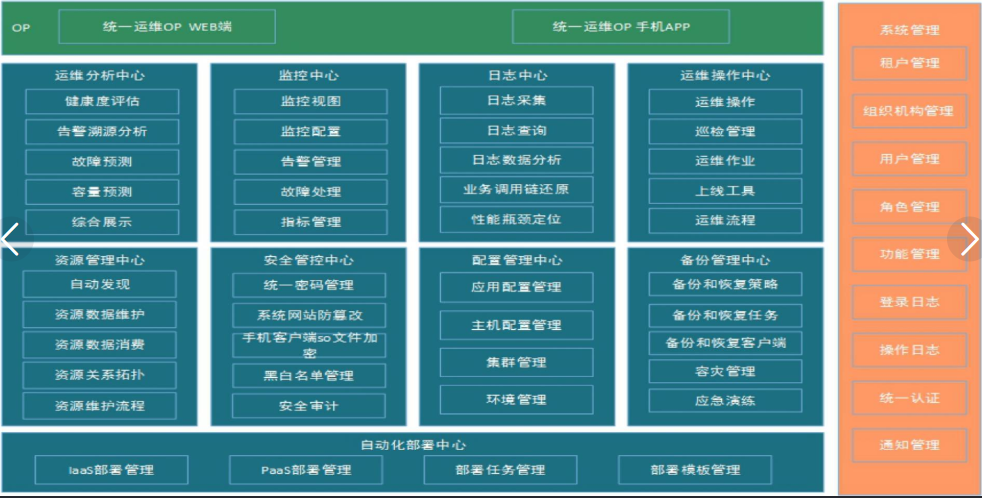 OP
统一运维OP WEB端
统一运维OP 手机APP
运维分析中心
健康度评估
告警溯源分析
故障预测
容量预测
综合展示
监控中心
监控视图
监控配置
告警管理
故障处理
指标管理
日志中心
日志采集
日志查询
日志数据分析
业务调用链还原
性能瓶颈定位
运维操作中心
运维操作
巡检管理
运维作业
上线工具
运维流程
资源管理中心
自动发现
资源数据维护
资源数据消费
资源关系拓扑
资源维护流程
安全管控中心
统一密码管理
系统网站防篡改
手机客户端so文件加
密
黑白名单管理
安全审计
配置管理中心
应用配置管理
主机配置管理
集群管理
环境管理
备份管理中心
备份和恢复策略
备份和恢复任务
备份和恢复客户端
容灾管理
应急演练
自动化部署中心
IaaS部署管理
PaaS部署管理
部署任务管理
部署模板管理
系统管理
租户管理
组织机构管理
用户管理
角色管理
功能管理
登录日志
操作日志
统一认证
通知管理